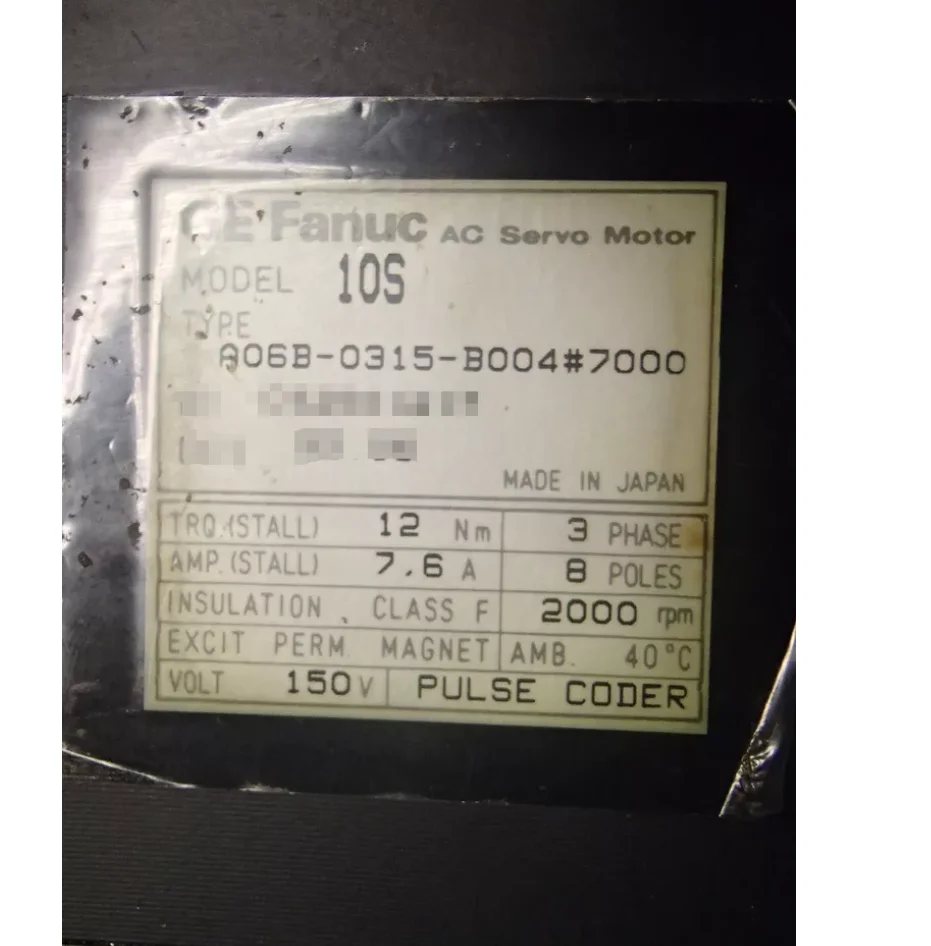 GE Fanuc AC Servo Motor
MODEL 10S
TYPE
A06B-0315-B004#7000
MADE IN JAPAN
TRQ.(STALL) 12 Nm 3 PHASE
AMP.(STALL) 7.6 A 8 POLES
INSULATION . CLASS F 2000 rpm
EXCIT PERM. MAGNET AMB. 40°C
VOLT 150V PULSE CODER